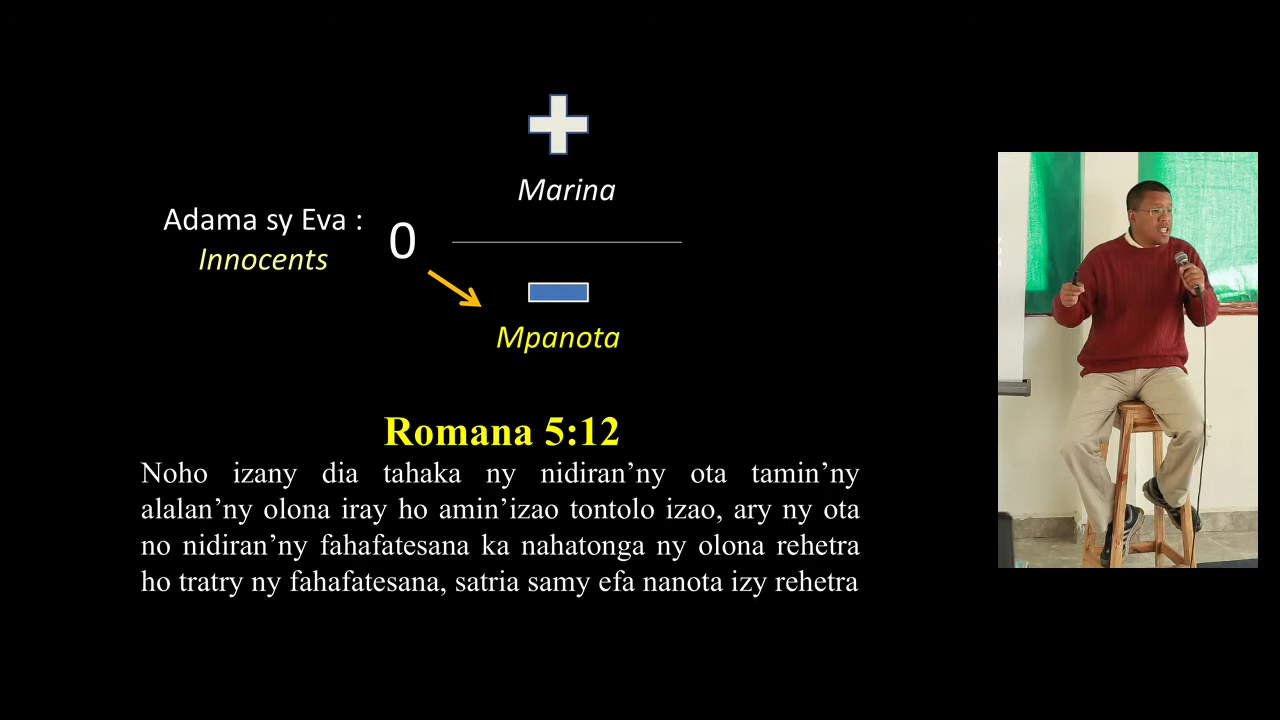 Marina
Adama sy Eva :
0
Innocents
Mpanota
Romana 5:12
Noho izany dia tahaka ny nidiran’ny ota tamin’ny
alalan’ny olona iray ho amin’izao tontolo izao, ary ny ota
no nidiran’ny fahafatesana ka nahatonga ny olona rehetra
ho tratry ny fahafatesana, satria samy efa nanota izy rehetra